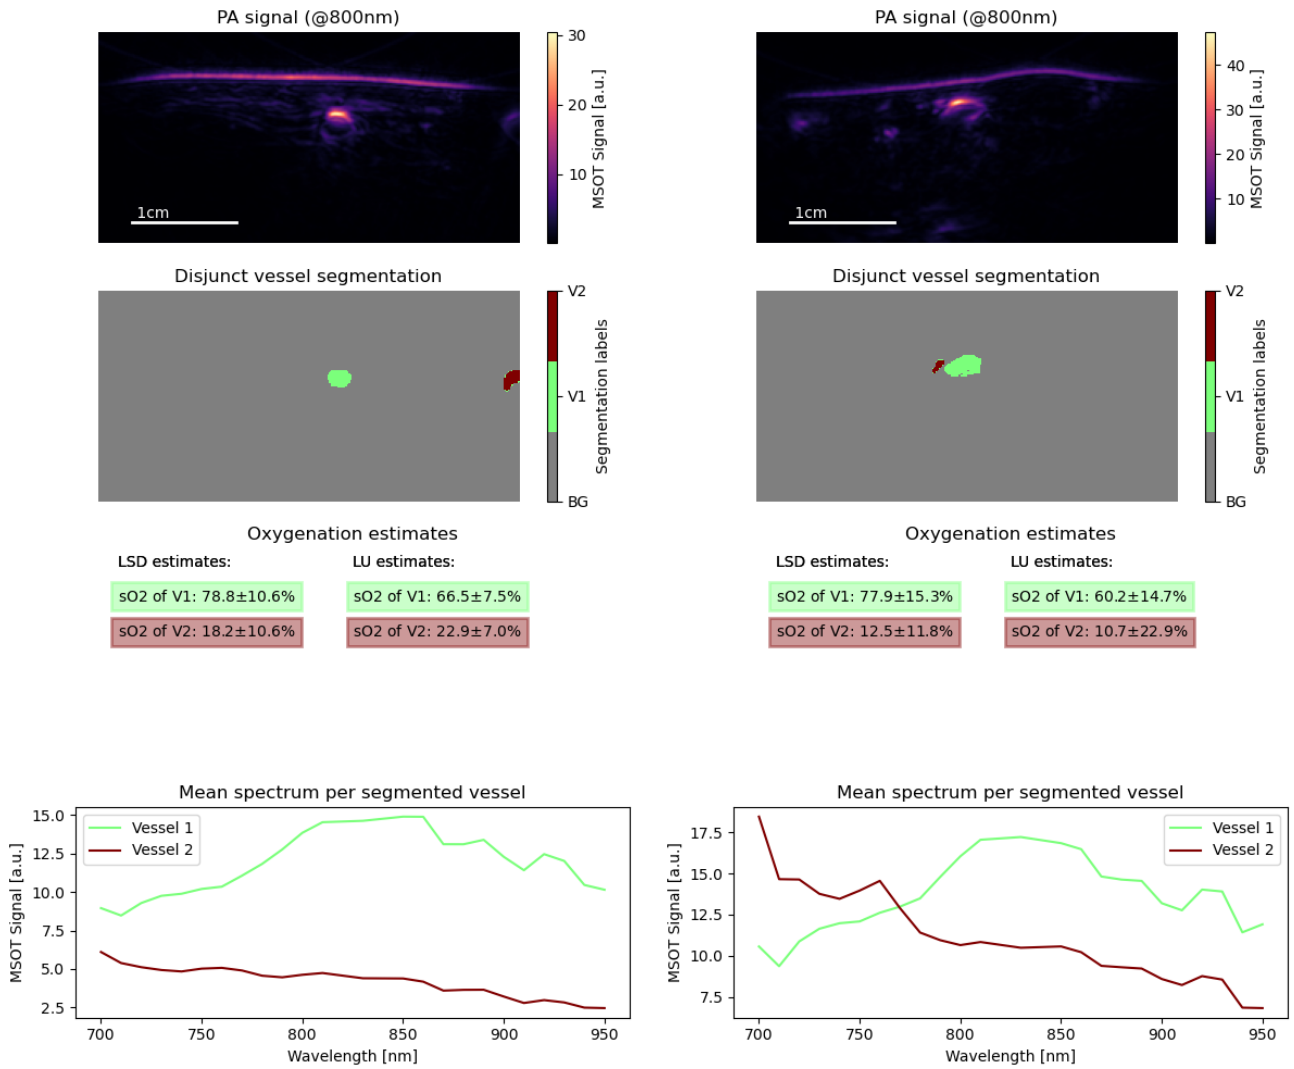 PA signal (@800nm)
1cm
30
20
10
MSOT Signal [a.u.]
Disjunct vessel segmentation
V2
V1
BG
Segmentation labels
Oxygenation estimates
LSD estimates:
LU estimates:
sO2 of V1: 78.8±10.6%
sO2 of V1: 66.5±7.5%
sO2 of V2: 18.2±10.6%
sO2 of V2: 22.9±7.0%
Mean spectrum per segmented vessel
Vessel 1
Vessel 2
15.0
12.5
10.0
7.5
5.0
2.5
MSOT Signal [a.u.]
700
750
800
850
900
950
Wavelength [nm]
PA signal (@800nm)
1cm
40
30
20
10
MSOT Signal [a.u.]
Disjunct vessel segmentation
V2
V1
BG
Segmentation labels
Oxygenation estimates
LSD estimates:
LU estimates:
sO2 of V1: 77.9±15.3%
sO2 of V1: 60.2±14.7%
sO2 of V2: 12.5±11.8%
sO2 of V2: 10.7±22.9%
Mean spectrum per segmented vessel
Vessel 1
Vessel 2
17.5
15.0
12.5
10.0
7.5
MSOT Signal [a.u.]
700
750
800
850
900
950
Wavelength [nm]